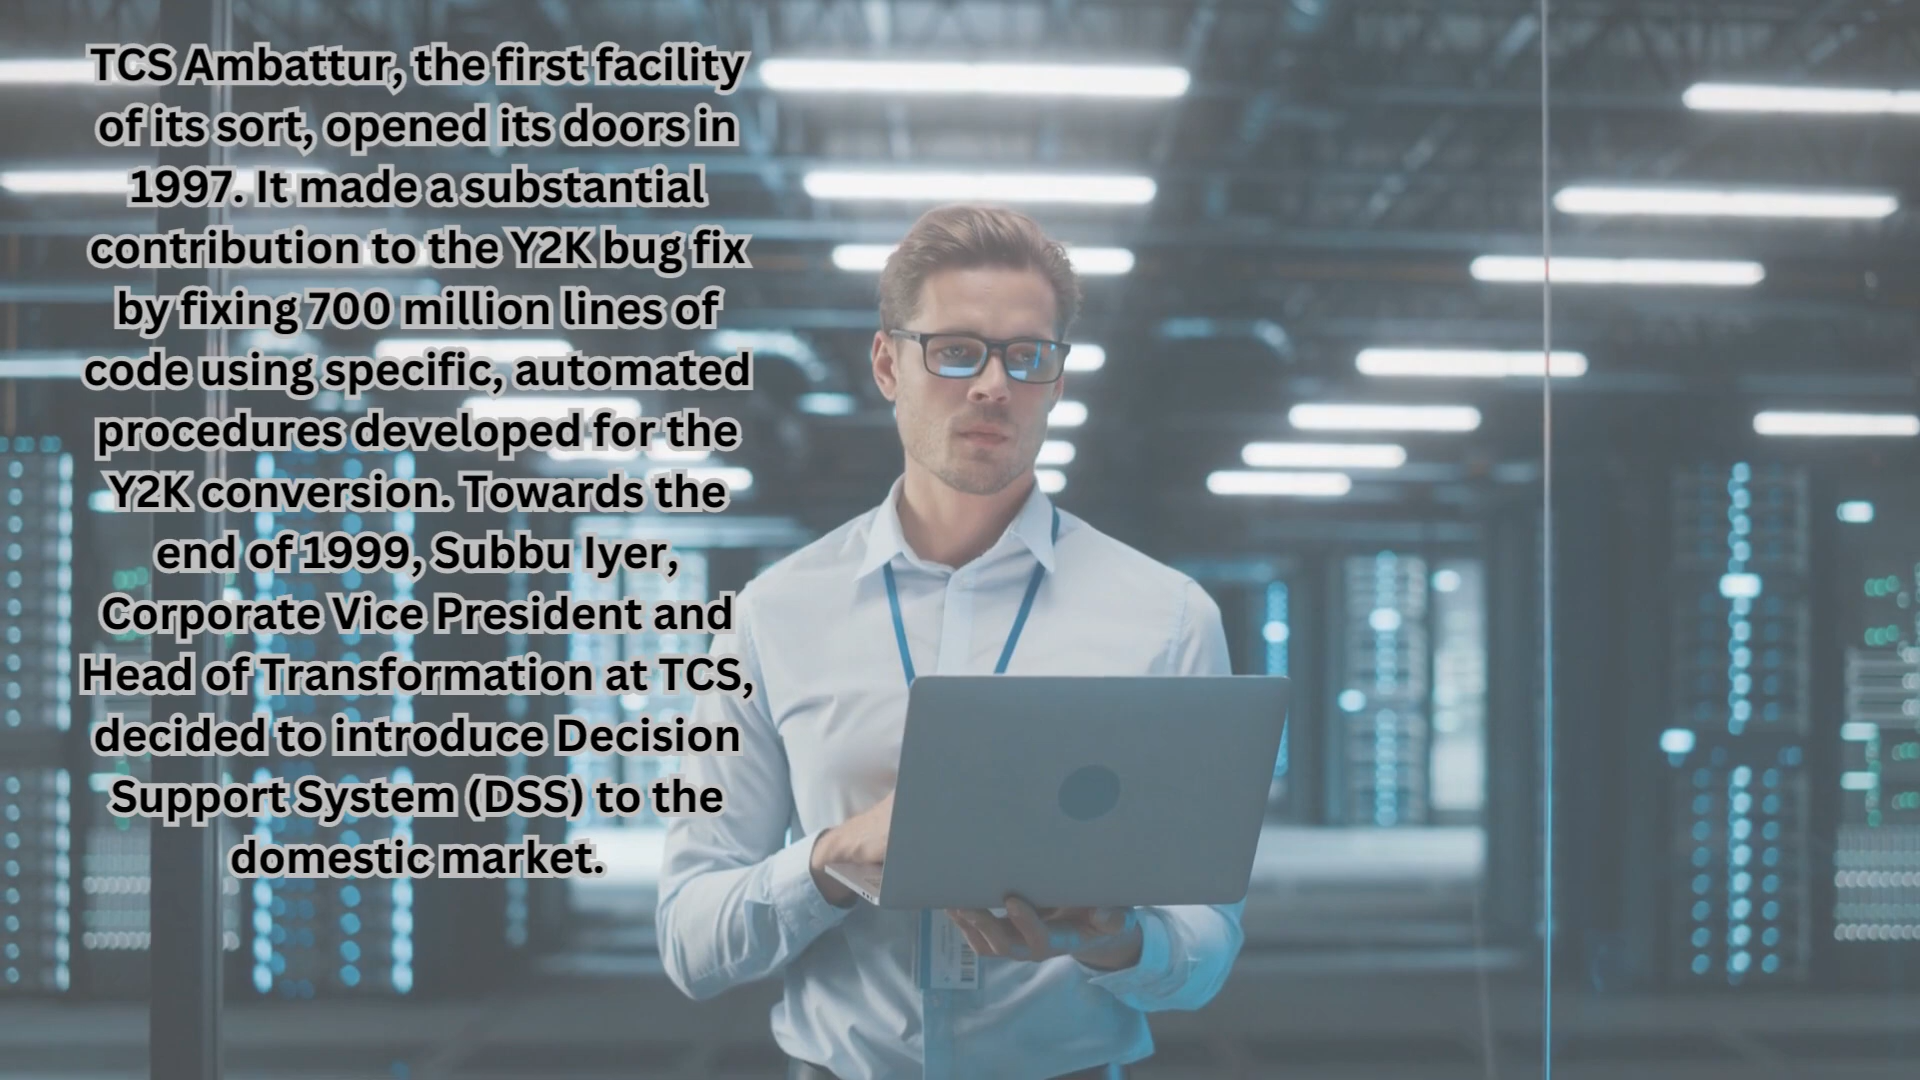 TCS Ambattur, the first facility
of its sort, opened its doors in
1997. It made a substantial
contribution to the Y2K bug fix
by fixing 700 million lines of
code using specific, automated
procedures developed for the
Y2K conversion. Towards the
end of 1999, Subbu Iyer,
Corporate Vice President and
Head of Transformation at TCS,
decided to introduce Decision
Support System (DSS) to the
domestic market.